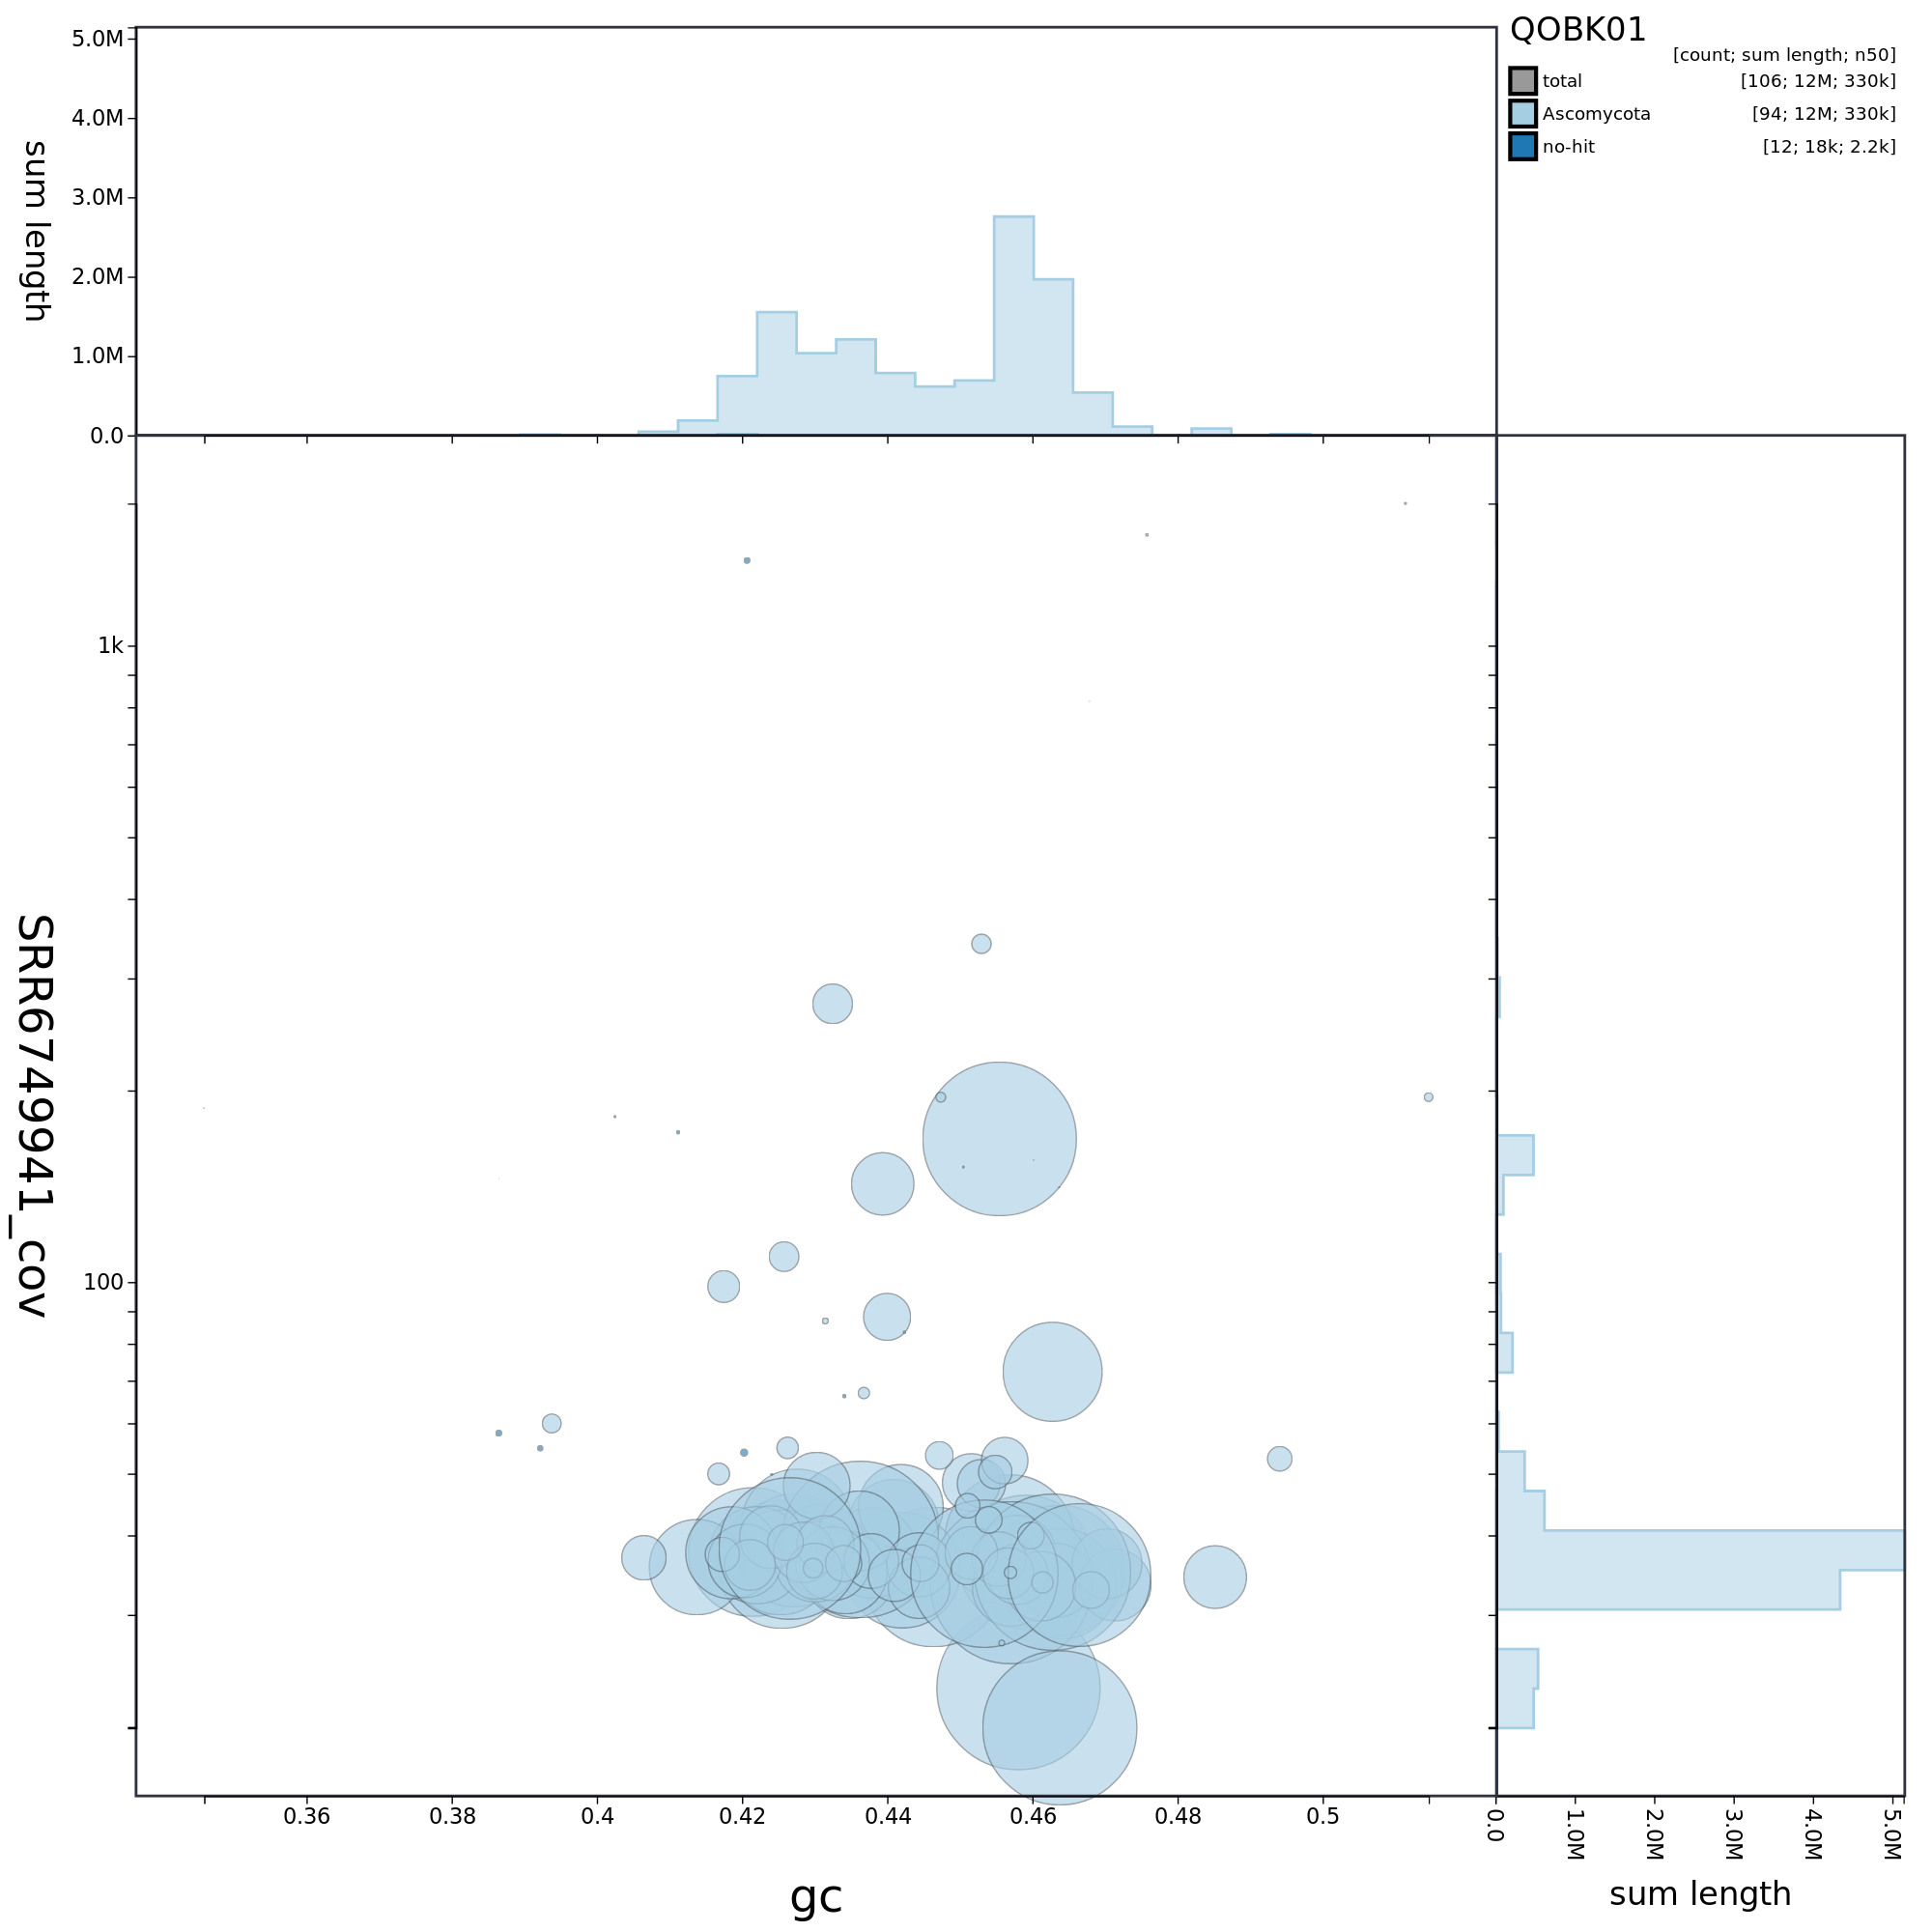 QOBK01
[count; sum length; n50]
total [106; 12M; 330k]
Ascomycota [94; 12M; 330k]
no-hit [12; 18k; 2.2k]
sum length
5.0M
4.0M
3.0M
2.0M
1.0M
0.0
SRR6749941_cov
1k
100
0.36 0.38 0.4 0.42 0.44 0.46 0.48 0.5
gc
0.0 1.0M 2.0M 3.0M 4.0M 5.0M
sum length